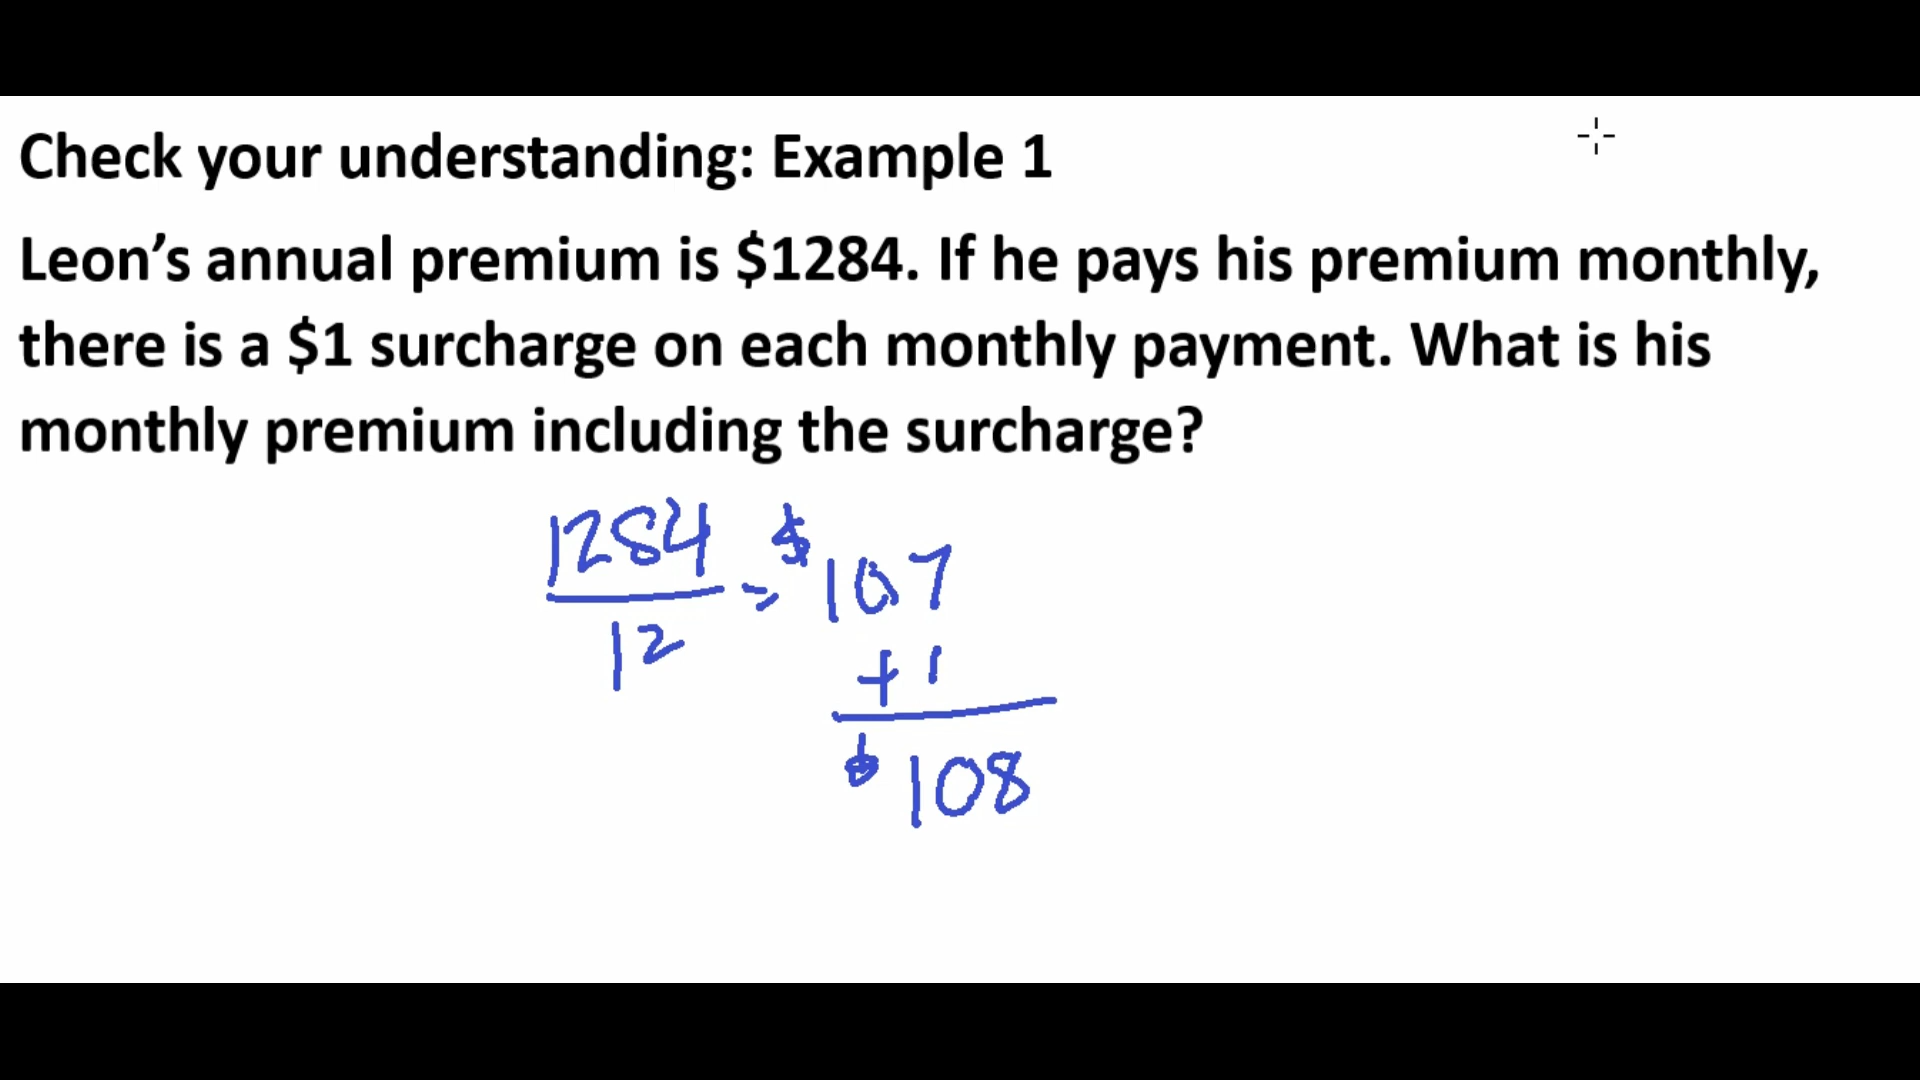 Check your understanding: Example 1
Leon’s annual premium is $1284. If he pays his premium monthly,
there is a $1 surcharge on each monthly payment. What is his
monthly premium including the surcharge?
1284
12
= $107
+ 1
$108